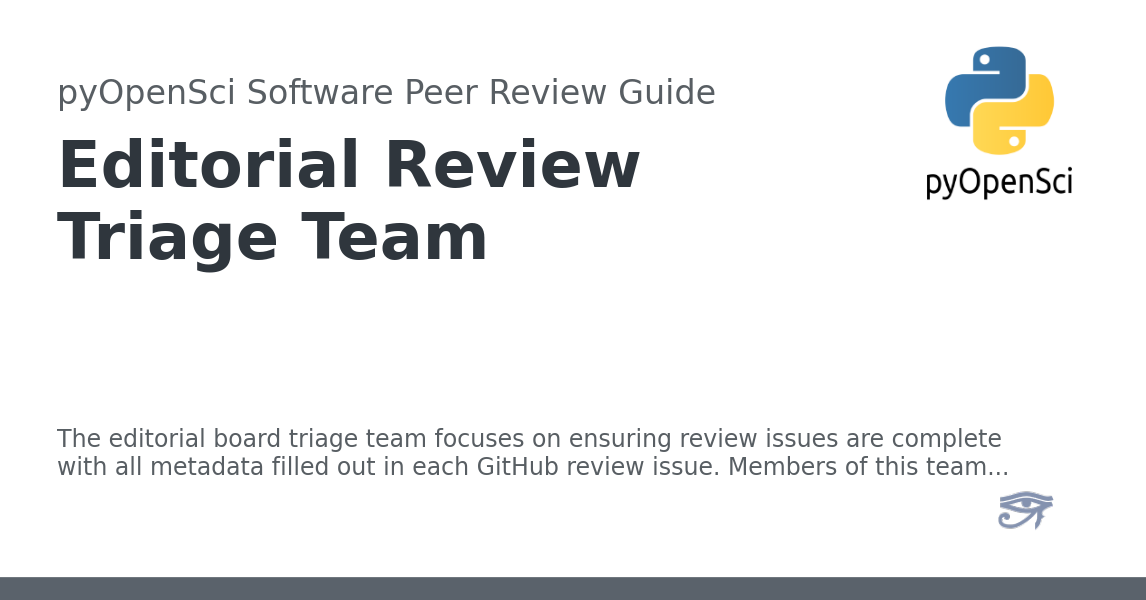 pyOpenSci Software Peer Review Guide
Editorial Review
Triage Team
pyOpenSci
The editorial board triage team focuses on ensuring review issues are complete
with all metadata filled out in each GitHub review issue. Members of this team...